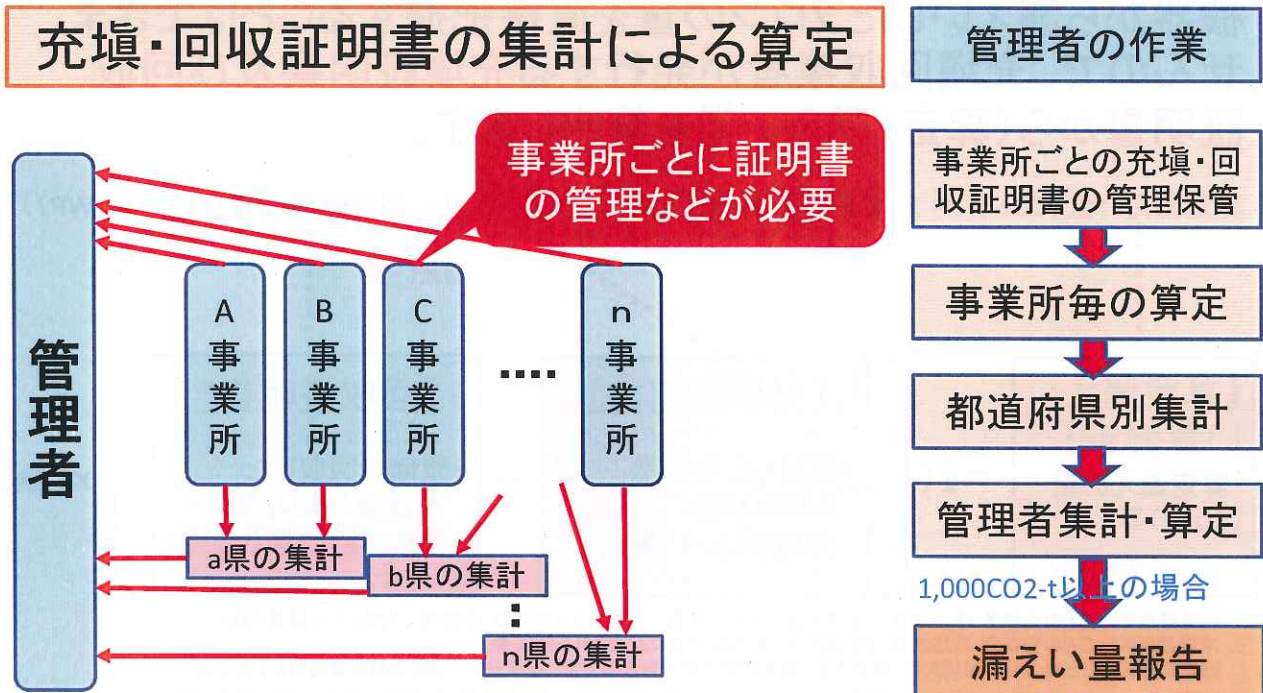 充塡・回収証明書の集計による算定
管理者の作業
事業所ごとに証明書
の管理などが必要
管理者
A事業所
B事業所
C事業所
‥‥
n事業所
a県の集計
b県の集計
︓
n県の集計
事業所ごとの充塡・回
収証明書の管理保管
事業所毎の算定
都道府県別集計
管理者集計・算定
1,000CO2-t以上の場合
漏えい量報告